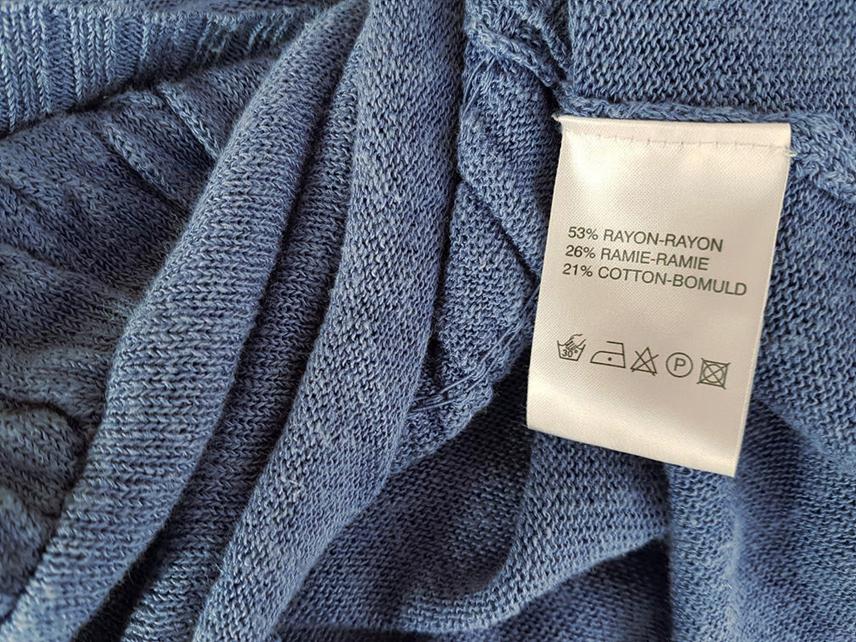 53% RAYON-RAYON
26% RAMIE-RAMIE
21% COTTON-BOMULD
30° P